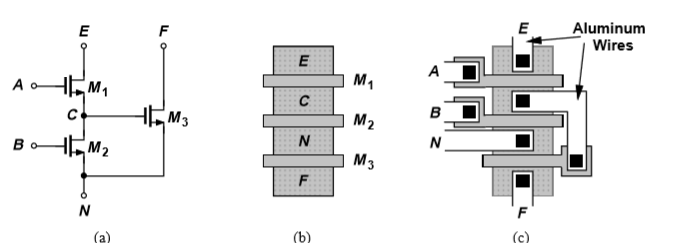 E
F
A
M1
C
M3
B
M2
N
(a)
E
M1
C
M2
N
M3
F
(b)
E
Aluminum
Wires
A
B
N
F
(c)